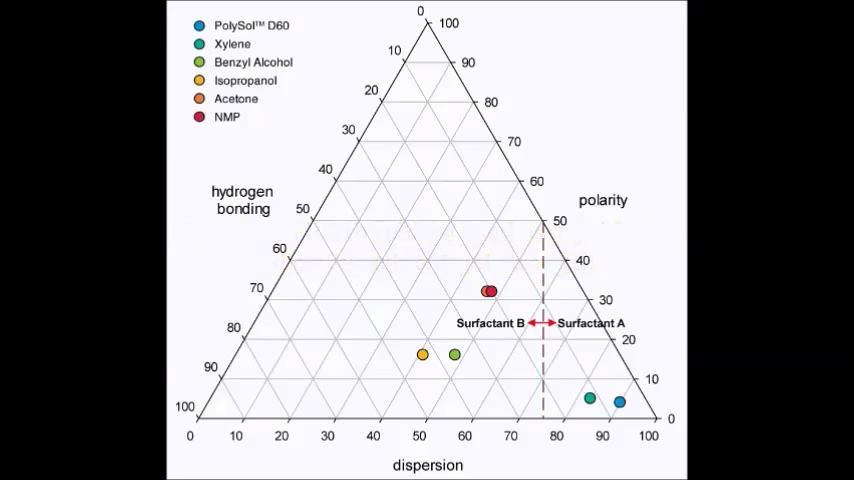 PolySol™ D60
Xylene
Benzyl Alcohol
Isopropanol
Acetone
NMP
0
100
10
90
20
80
30
70
40
60
hydrogen
bonding
polarity
50
50
60
40
70
30
Surfactant B
Surfactant A
80
20
90
10
100
0
0 10 20 30 40 50 60 70 80 90 100
dispersion